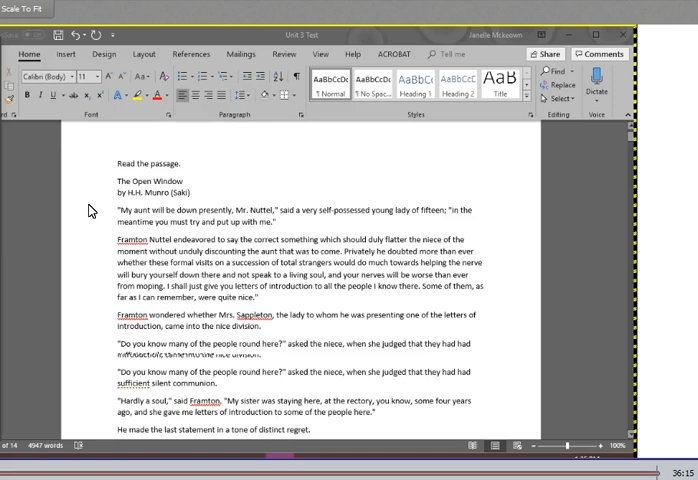 Scale To Fit
Unit 3 Test
Janelle Mckeown
Home Insert Design Layout References Mailings Review View Help ACROBAT Tell me Share Comments
Calibri (Body) 11 Aa
B I U ab x₂ x² A A
AaBbCcDc AaBbCcDc AaBbC AaBbCcD AaB
¶ Normal ¶ No Spac... Heading 1 Heading 2 Title
Find
Replace
Select
Dictate
Font Paragraph Styles Editing Voice
Read the passage.
The Open Window
by H.H. Munro (Saki)
"My aunt will be down presently, Mr. Nuttel," said a very self-possessed young lady of fifteen; "in the
meantime you must try and put up with me."
Framton Nuttel endeavored to say the correct something which should duly flatter the niece of the
moment without unduly discounting the aunt that was to come. Privately he doubted more than ever
whether these formal visits on a succession of total strangers would do much towards helping the nerve
will bury yourself down there and not speak to a living soul, and your nerves will be worse than ever
from moping. I shall just give you letters of introduction to all the people I know there. Some of them, as
far as I can remember, were quite nice."
Framton wondered whether Mrs. Sappleton, the lady to whom he was presenting one of the letters of
introduction, came into the nice division.
"Do you know many of the people round here?" asked the niece, when she judged that they had had
introduction, came into the nice division.
"Do you know many of the people round here?" asked the niece, when she judged that they had had
sufficient silent communion.
"Hardly a soul," said Framton. "My sister was staying here, at the rectory, you know, some four years
ago, and she gave me letters of introduction to some of the people here."
He made the last statement in a tone of distinct regret.
of 14 4947 words 100%
36:15